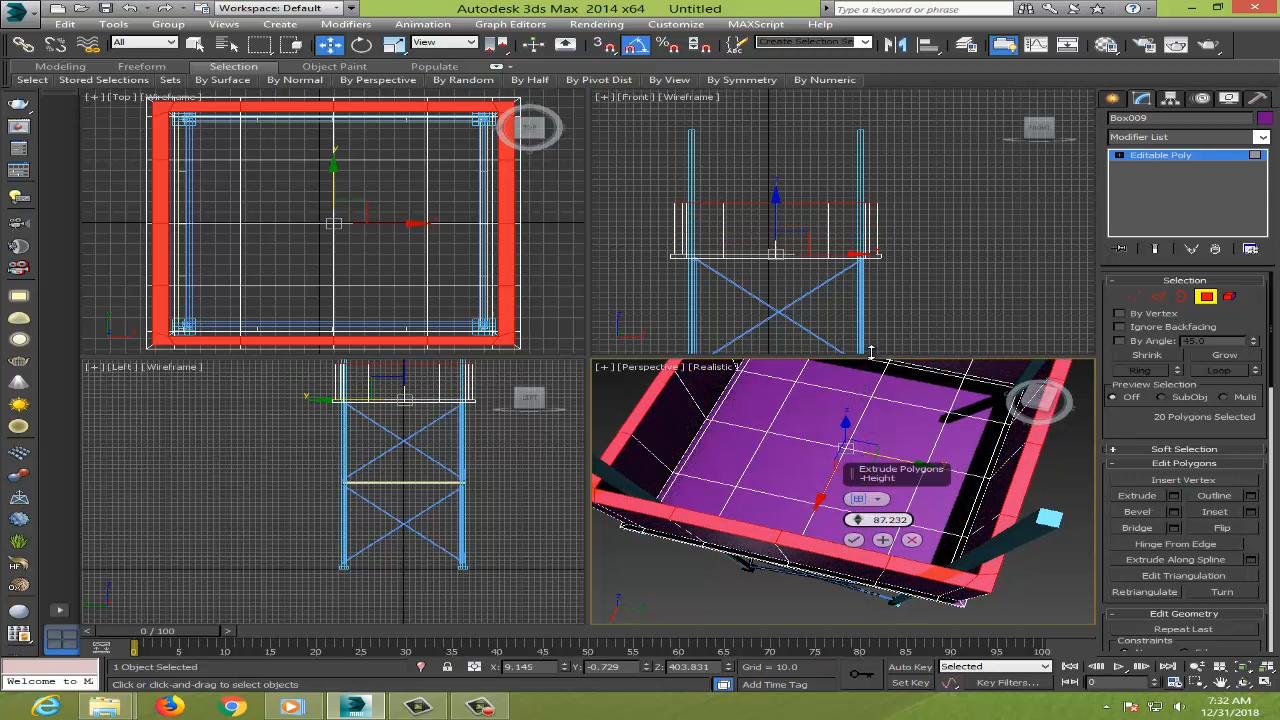 Workspace: Default
Autodesk 3ds Max 2014 x64 Untitled
Type a keyword or phrase
Edit Tools Group Views Create Modifiers Animation Graph Editors Rendering Customize MAXScript Help
All
View
Create Selection Se
Modeling Freeform Selection Object Paint Populate
Select Stored Selections Sets By Surface By Normal By Perspective By Random By Half By Pivot Dist By View By Symmetry By Numeric
[+] [Top] [Wireframe]
TOP
[+] [Front] [Wireframe]
FRONT
Box009
Modifier List
Editable Poly
Selection
By Vertex
Ignore Backfacing
By Angle: 45.0
Shrink Grow
Ring Loop
Preview Selection
Off SubObj Multi
20 Polygons Selected
Soft Selection
Edit Polygons
Insert Vertex
Extrude Outline
Bevel Inset
Bridge Flip
Hinge From Edge
Extrude Along Spline
Edit Triangulation
Retriangulate Turn
Edit Geometry
Repeat Last
Constraints
[+] [Left] [Wireframe]
LEFT
[+] [Perspective] [Realistic]
Extrude Polygons
-Height
87.232
0 / 100
0 5 10 15 20 25 30 35 40 45 50 55 60 65 70 75 80 85 90 95 100
1 Object Selected
X: 9.145 Y: -0.729 Z: 403.831 Grid = 10.0
Auto Key Selected
Welcome to M
Click or click-and-drag to select objects
Add Time Tag
Set Key Key Filters...
0
7:32 AM
12/31/2018